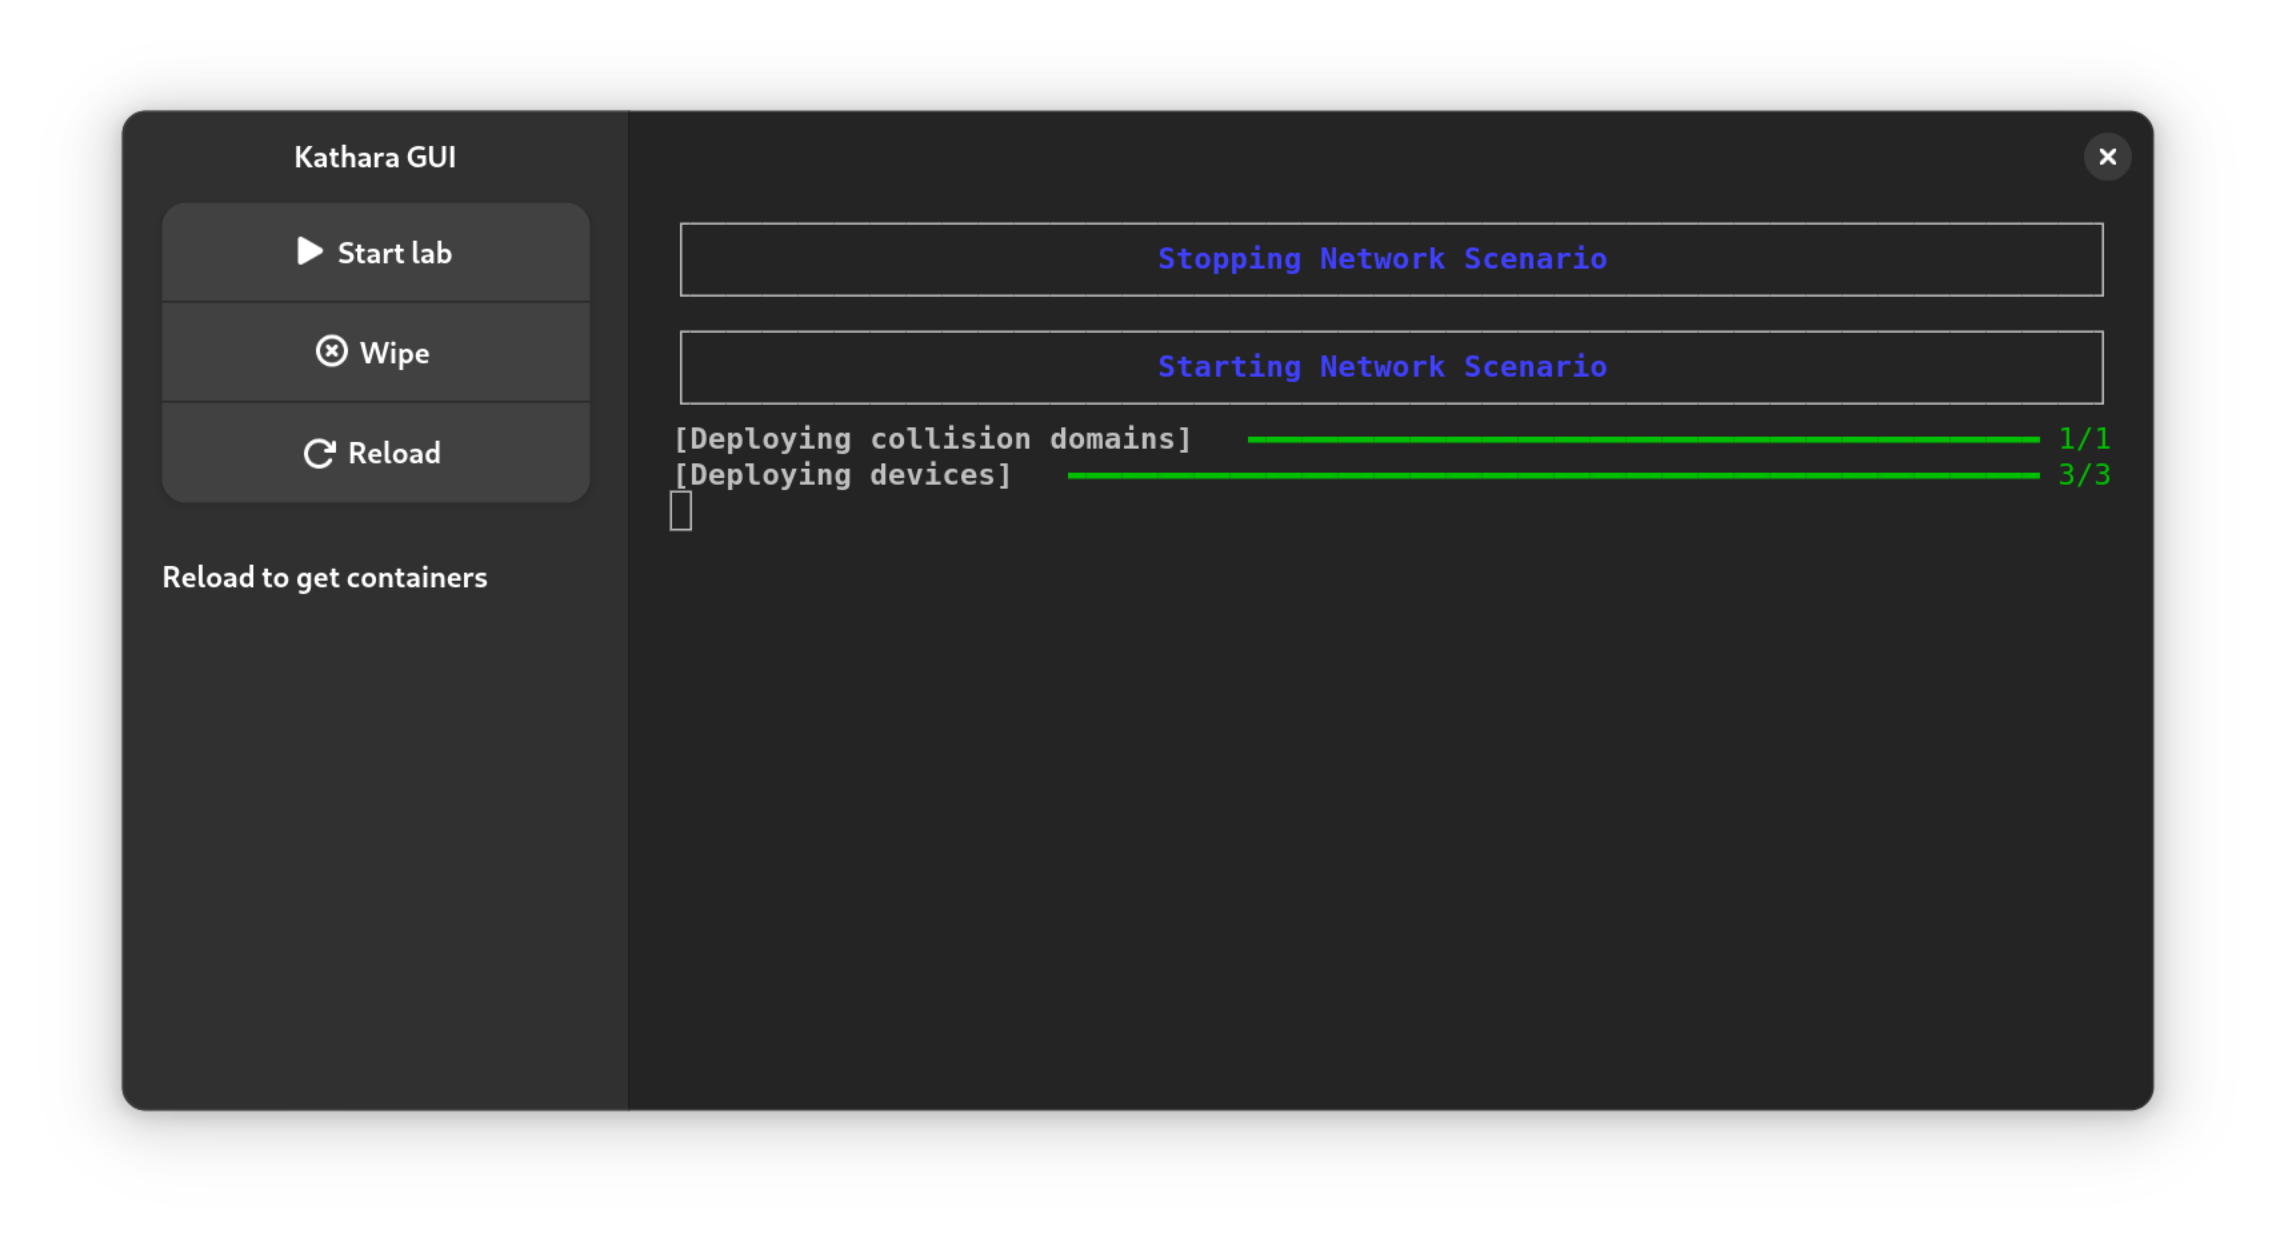 Kathara GUI
Start lab
Wipe
Reload
Reload to get containers
Stopping Network Scenario
Starting Network Scenario
[Deploying collision domains] 1/1
[Deploying devices] 3/3